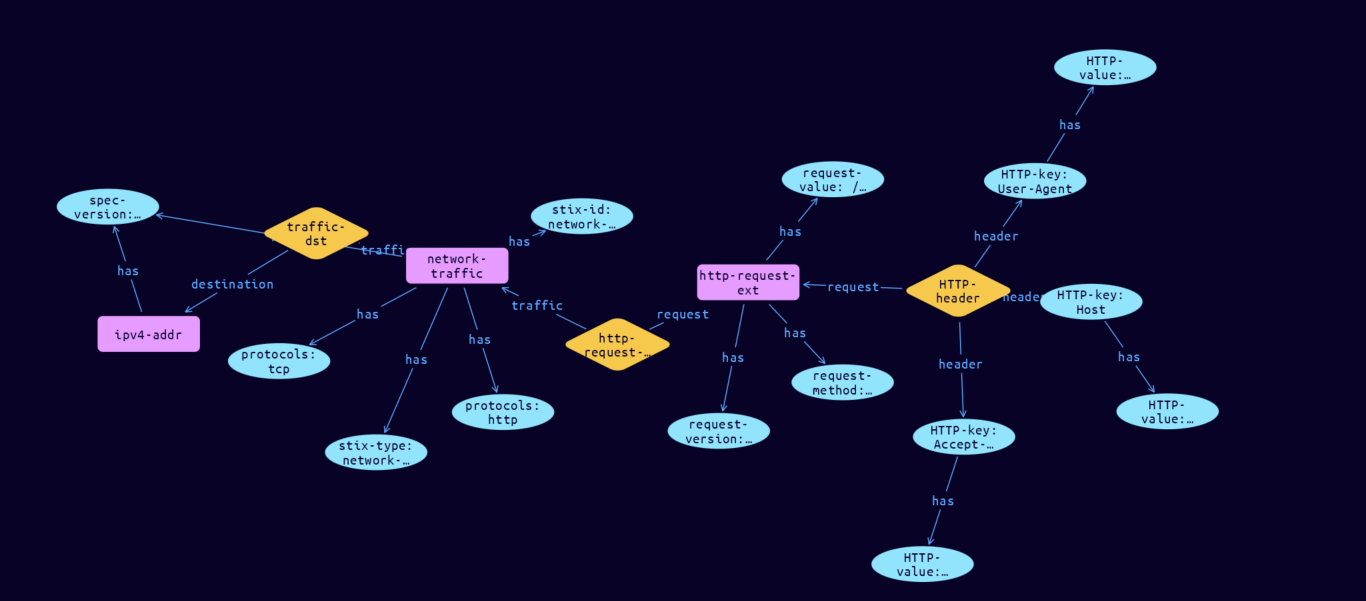 HTTP-
value:…
has
request-
value: /…
HTTP-key:
User-Agent
spec-
version:…
stix-id:
network-…
traffic-
dst
has
header
has
traffi
network-
traffic
has
destination
http-request-
ext
request
HTTP-
header
heade
HTTP-key:
Host
traffic
request
has
ipv4-addr
has
has
http-
request-…
has
protocols:
tcp
has
has
header
has
request-
method:…
protocols:
http
HTTP-
value:…
request-
version:…
HTTP-key:
Accept-…
stix-type:
network-…
has
HTTP-
value:…